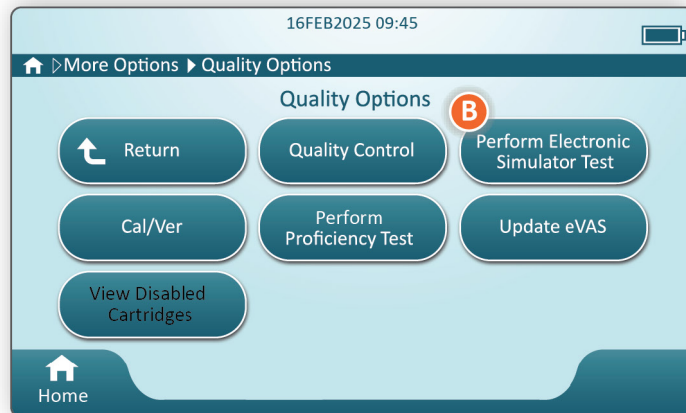 16FEB2025 09:45
More Options Quality Options
Quality Options
B
Return
Quality Control
Perform Electronic
Simulator Test
Cal/Ver
Perform
Proficiency Test
Update eVAS
View Disabled
Cartridges
Home